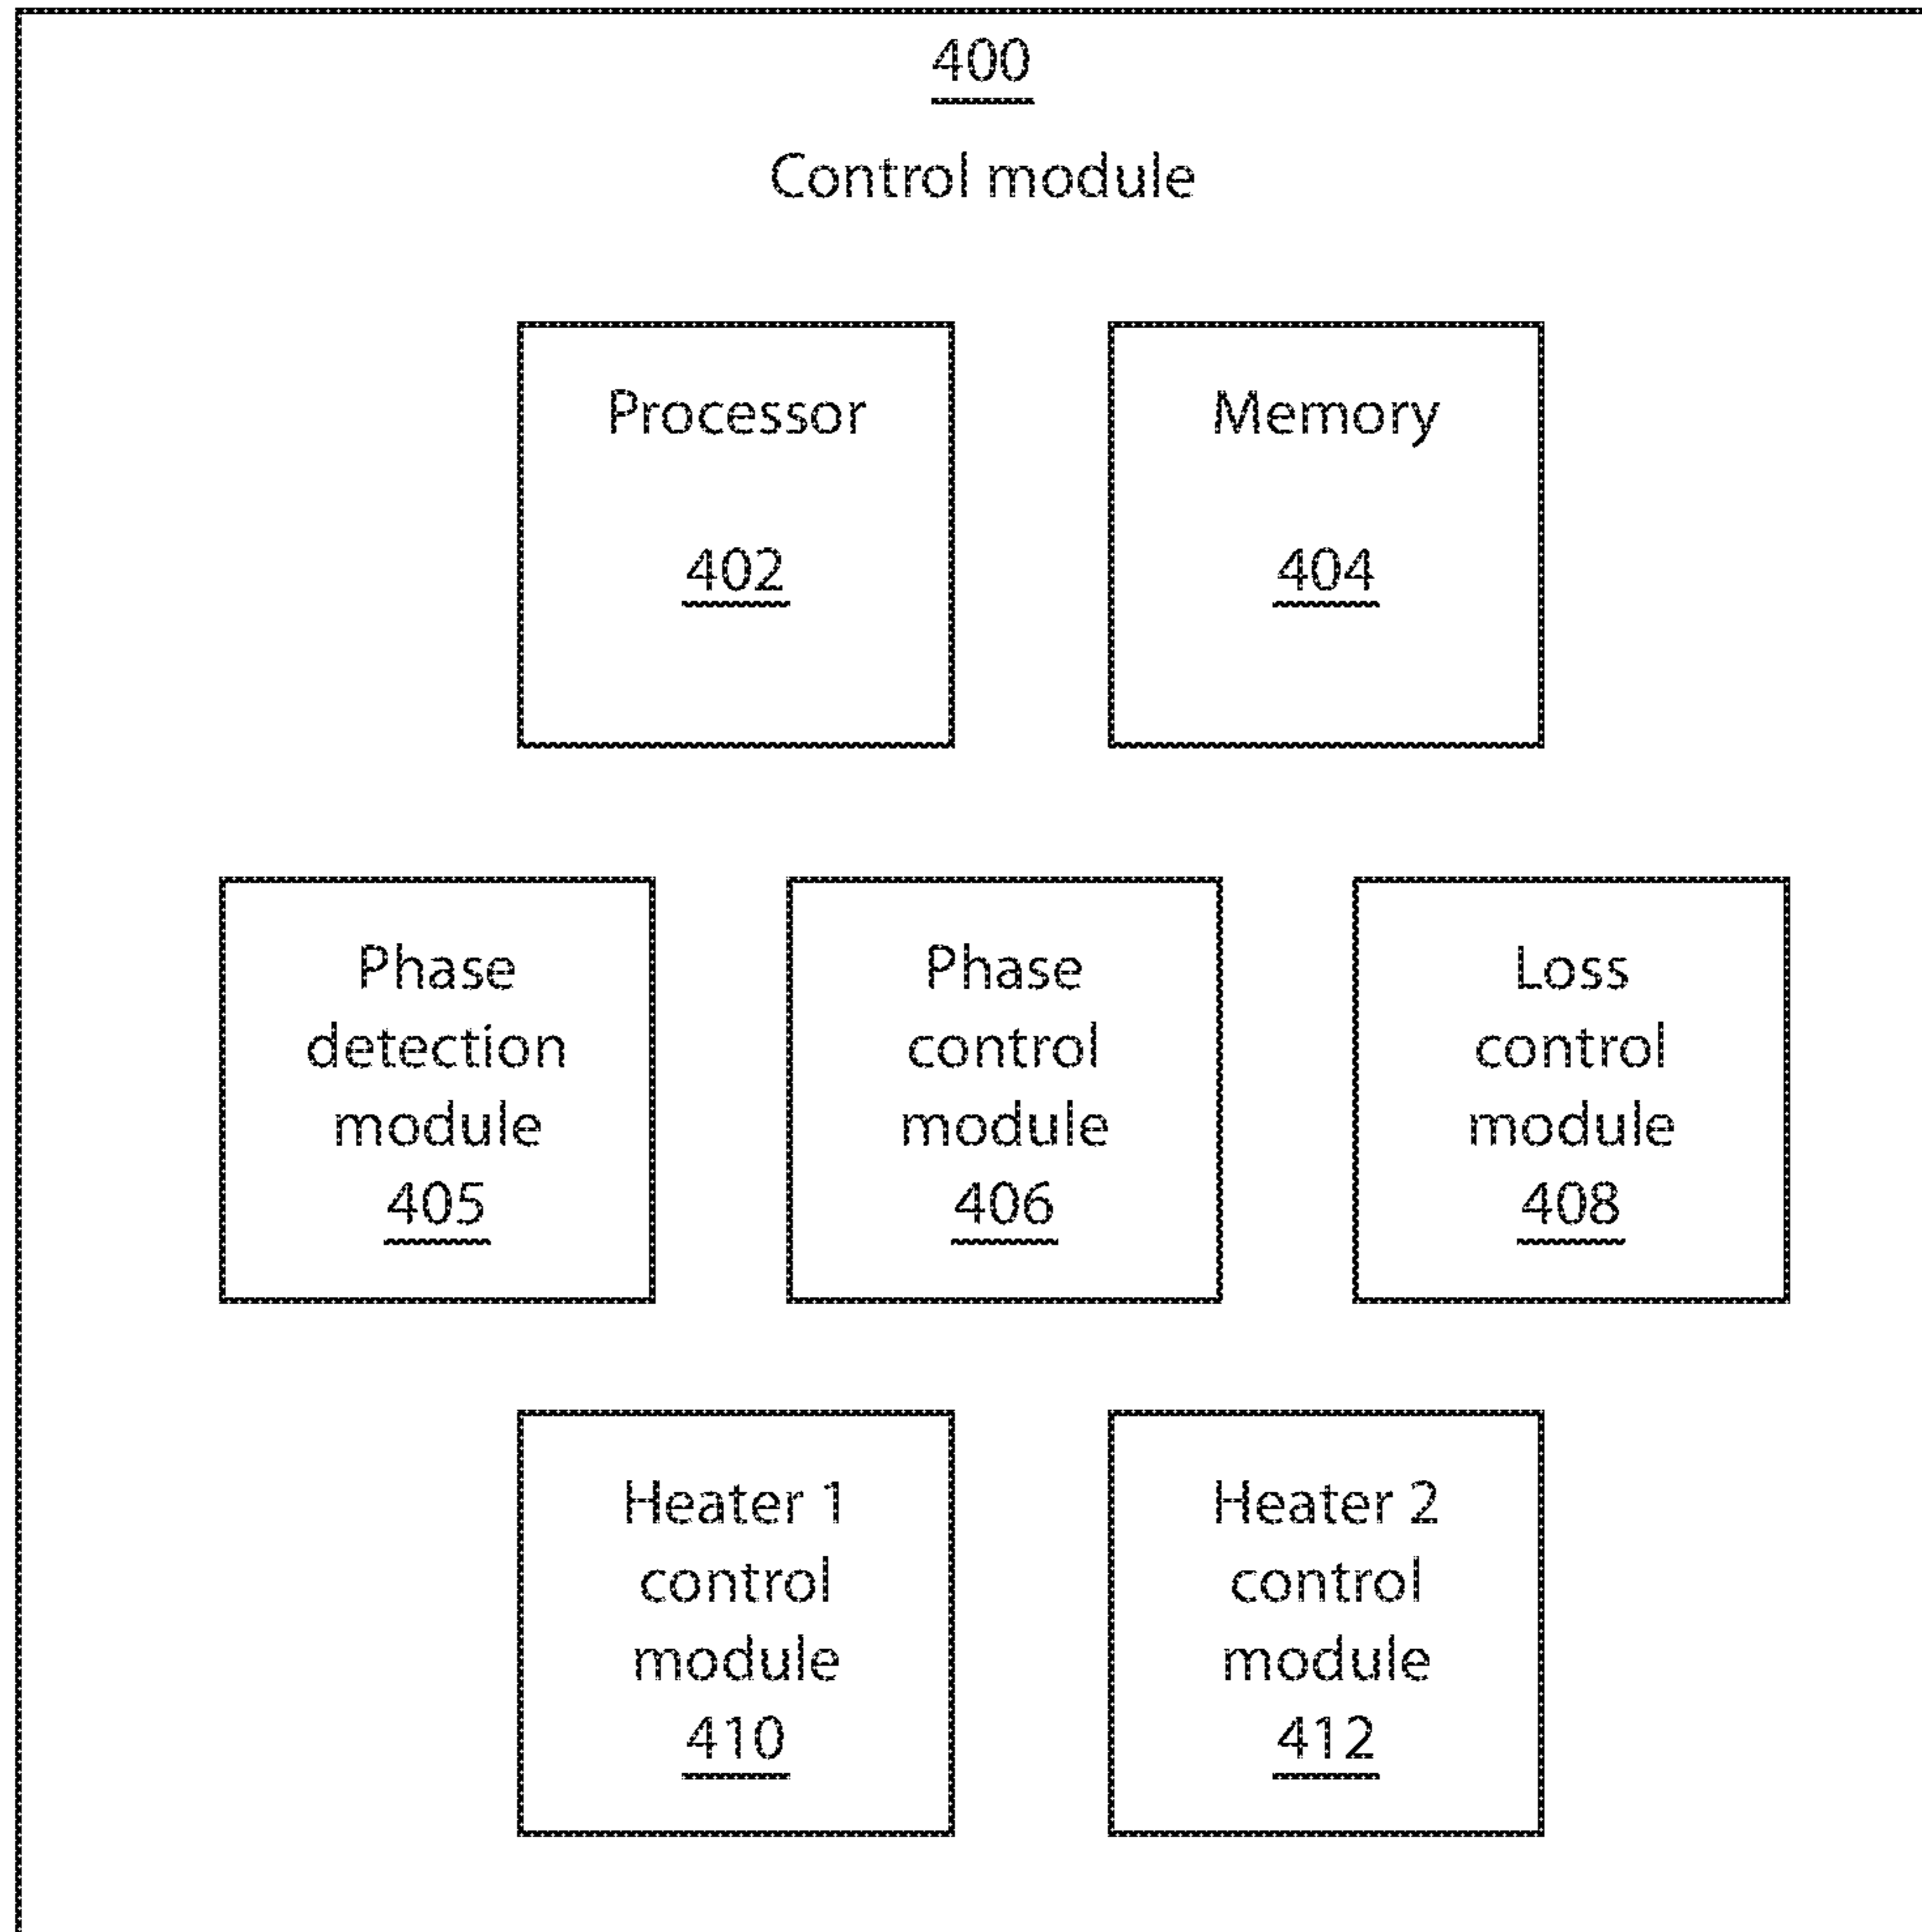 400
Control module
Processor
402
Memory
404
Phase
detection
module
405
Phase
control
module
406
Loss
control
module
408
Heater 1
control
module
410
Heater 2
control
module
412